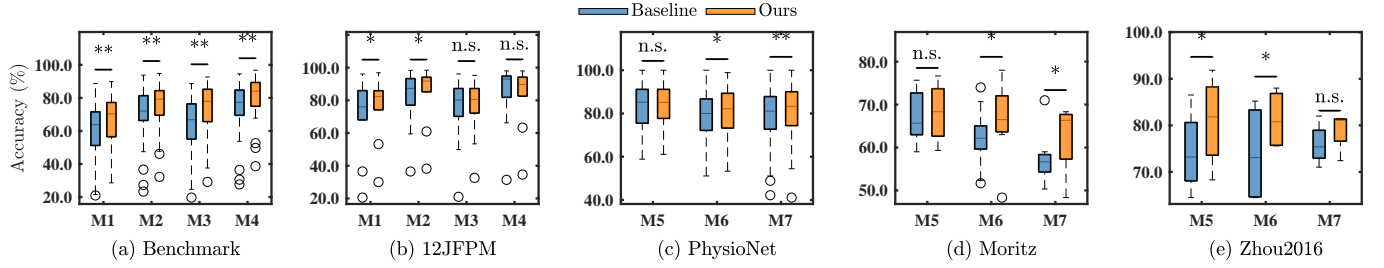 Baseline Ours
Accuracy (%)
100.0
80.0
60.0
40.0
20.0
** ** ** **
M1 M2 M3 M4
(a) Benchmark
100.0
80.0
60.0
40.0
20.0
* * n.s. n.s.
M1 M2 M3 M4
(b) 12JFPM
100.0
80.0
60.0
40.0
n.s. * **
M5 M6 M7
(c) PhysioNet
80.0
70.0
60.0
50.0
n.s. * *
M5 M6 M7
(d) Moritz
100.0
90.0
80.0
70.0
* * n.s.
M5 M6 M7
(e) Zhou2016